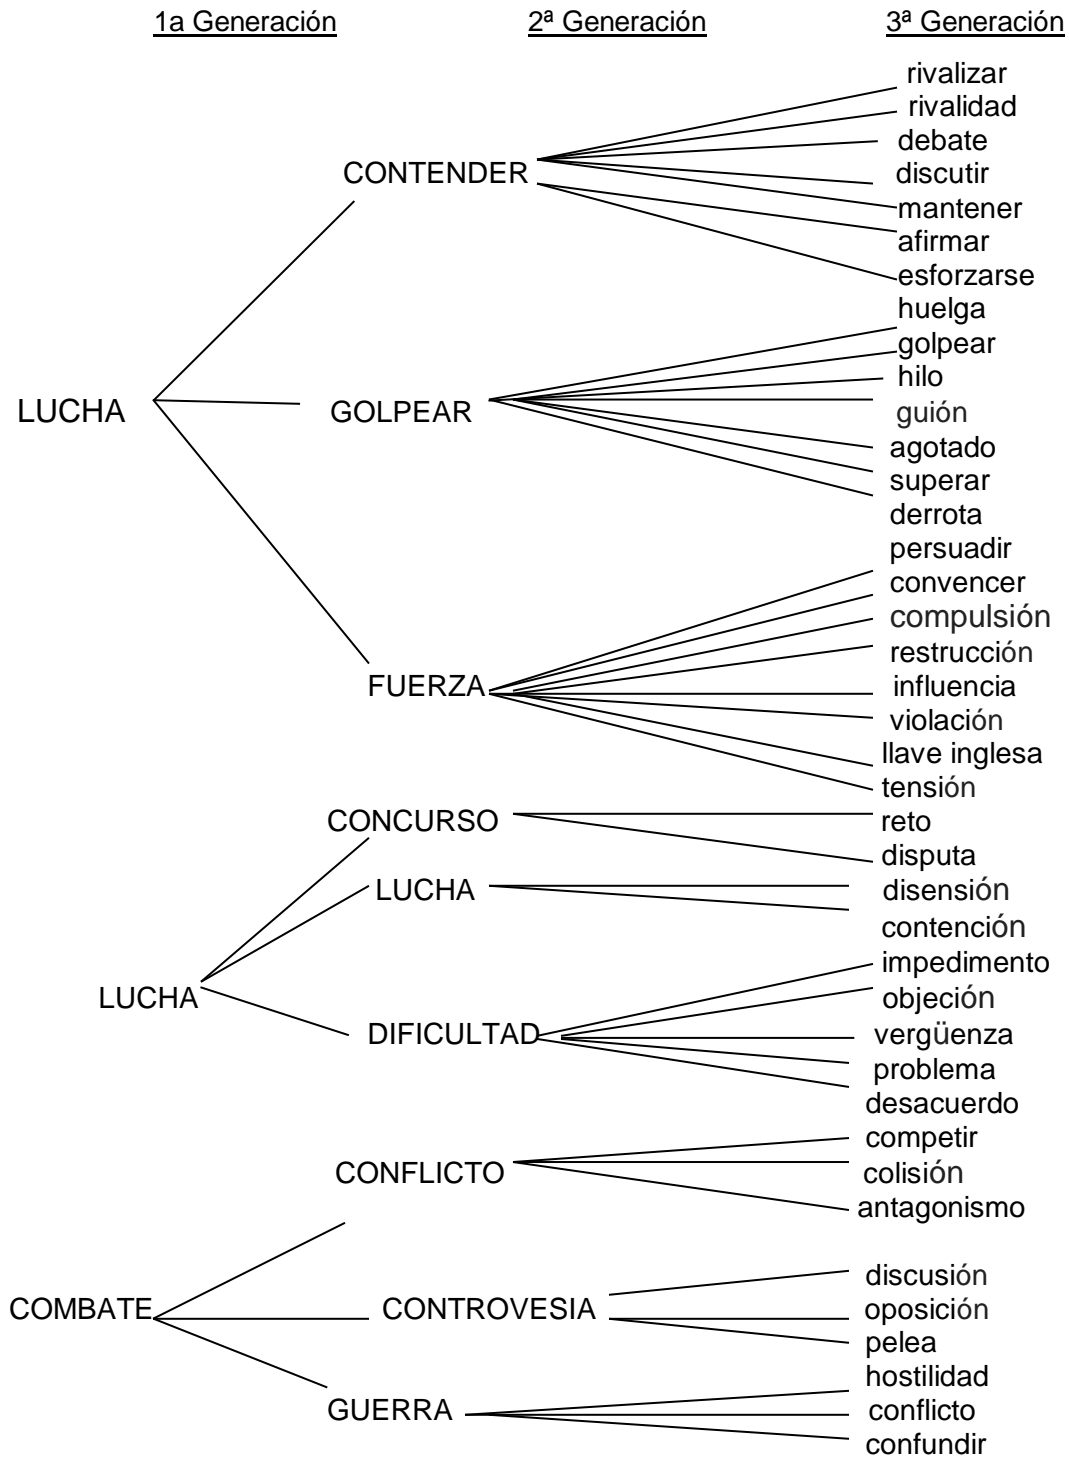 1a Generación 2ª Generación 3ª Generación
rivalizar
rivalidad
debate
CONTENDER discutir
mantener
afirmar
esforzarse
huelga
golpear
hilo
LUCHA GOLPEAR guión
agotado
superar
derrota
persuadir
convencer
compulsión
restrucción
FUERZA influencia
violación
llave inglesa
tensión
CONCURSO reto
disputa
LUCHA disensión
contención
impedimento
LUCHA objeción
DIFICULTAD vergüenza
problema
desacuerdo
competir
CONFLICTO colisión
antagonismo
discusión
COMBATE CONTROVESIA oposición
pelea
hostilidad
GUERRA conflicto
confundir